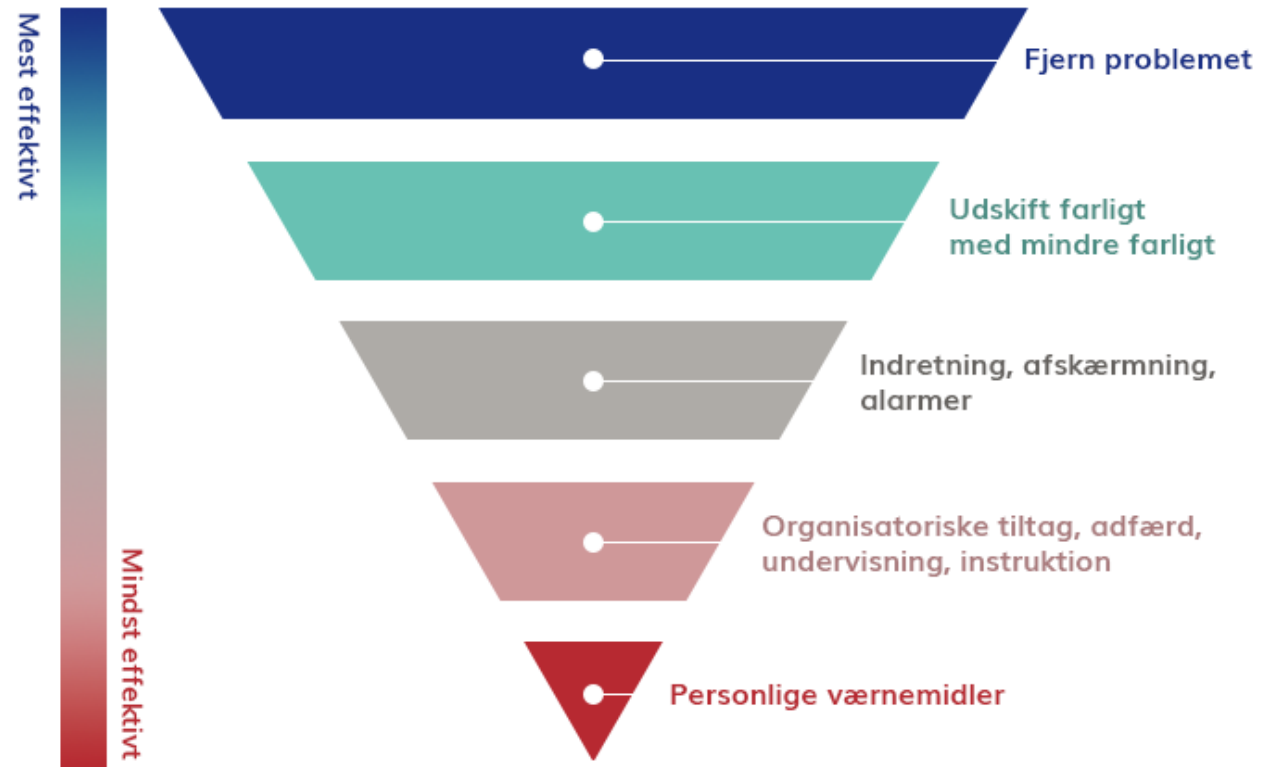 Mest effektivt
Fjern problemet
Udskift farligt
med mindre farligt
Indretning, afskærmning,
alarmer
Organisatoriske tiltag, adfærd,
undervisning, instruktion
Mindst effektivt
Personlige værnemidler